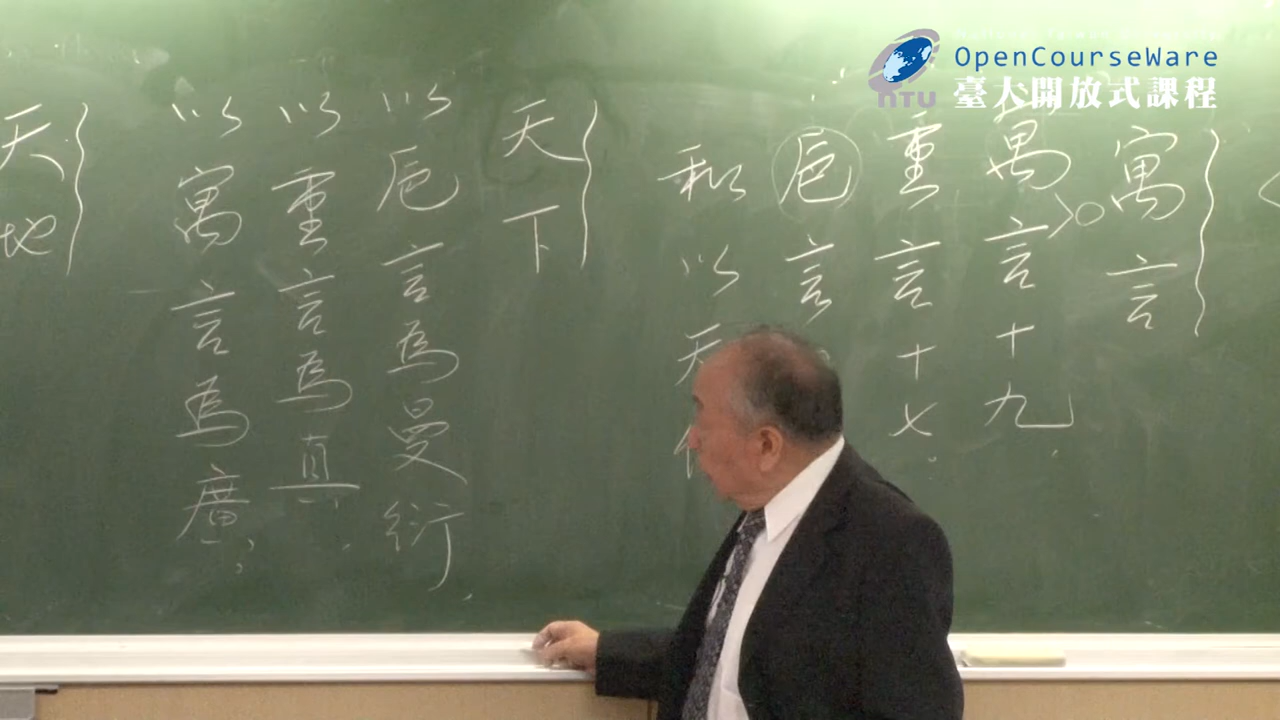 NTU
OpenCourseWare
臺大開放式課程
寓言
寓言十九
重言十七
巵言
和以天
天下
以巵言為曼衍，
以重言為真，
以寓言為廣，
天地